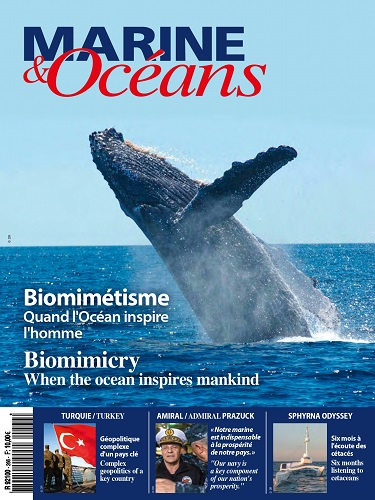 MARINE
&Océans
Biomimétisme
Quand l'Océan inspire
l'homme
Biomimicry
When the ocean inspires mankind
TURQUIE / TURKEY
Géopolitique
complexe
d'un pays clé
Complex
geopolitics of a
key country
AMIRAL / ADMIRAL PRAZUCK
« Notre marine
est indispensable
à la prospérité
de notre pays. »
"Our navy is
a key component
of our nation's
prosperity."
SPHYRNA ODYSSEY
Six mois à
l'écoute des
cétacés
Six months
listening to
cetaceans